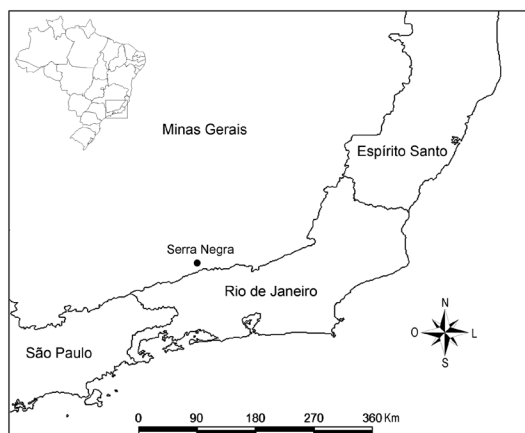 Minas Gerais
Espírito Santo
Serra Negra
Rio de Janeiro
São Paulo
N
O L
S
0 90 180 270 360 Km